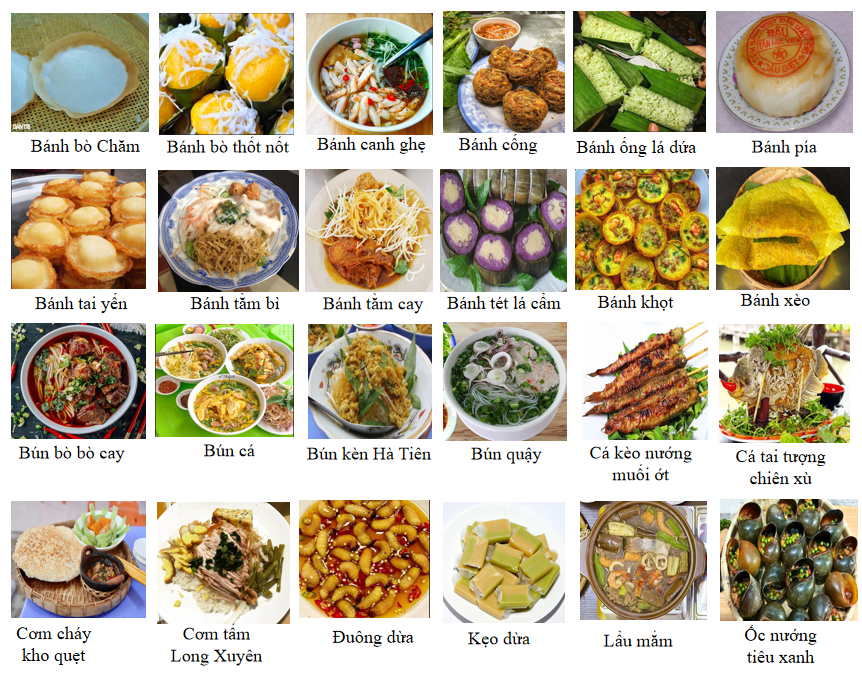 Bánh bò Chăm
Bánh bò thốt nốt
Bánh canh ghẹ
Bánh cống
Bánh ống lá dứa
Bánh pía
Bánh tai yến
Bánh tằm bì
Bánh tằm cay
Bánh tét lá cẩm
Bánh khọt
Bánh xèo
Bún bò bò cay
Bún cá
Bún kèn Hà Tiên
Bún quậy
Cá kèo nướng
muối ớt
Cá tai tượng
chiên xù
Cơm cháy
kho quẹt
Cơm tấm
Long Xuyên
Đuông dừa
Kẹo dừa
Lẩu mắm
Ốc nướng
tiêu xanh